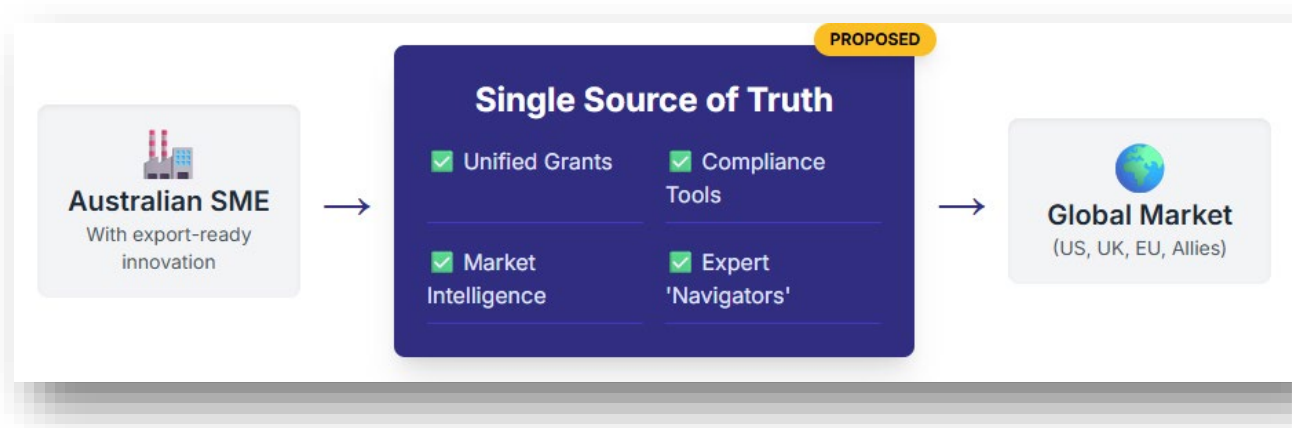 PROPOSED
Single Source of Truth
Australian SME
With export-ready
innovation
✅ Unified Grants
✅ Compliance
Tools
✅ Market
Intelligence
✅ Expert
'Navigators'
Global Market
(US, UK, EU, Allies)